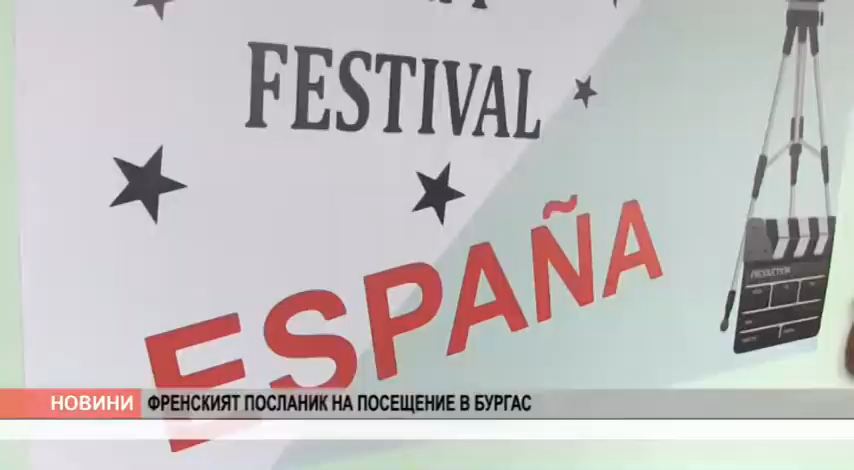 FESTIVAL
ESPAÑA
PRODUCTION
НОВИНИ
ФРЕНСКИЯТ ПОСЛАНИК НА ПОСЕЩЕНИЕ В БУРГАС